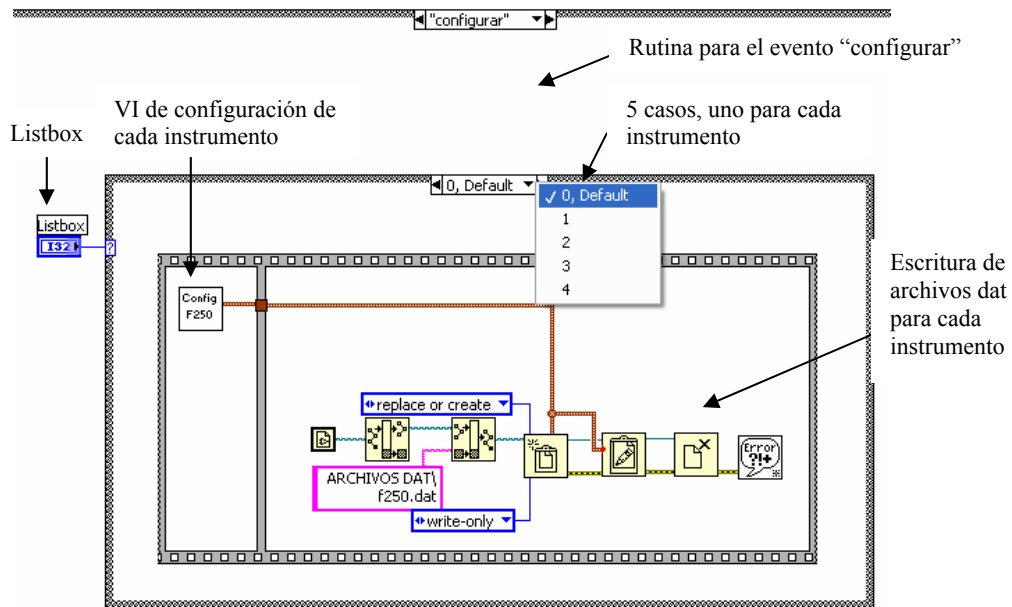 "configurar"
Rutina para el evento “configurar”
VI de configuración de
cada instrumento
5 casos, uno para cada
instrumento
Listbox
0, Default
0, Default
1
2
3
4
Listbox
I32
?
Config
F250
Escritura de
archivos dat
para cada
instrumento
replace or create
ARCHIVOS DAT\
f250.dat
write-only
Error
?!+